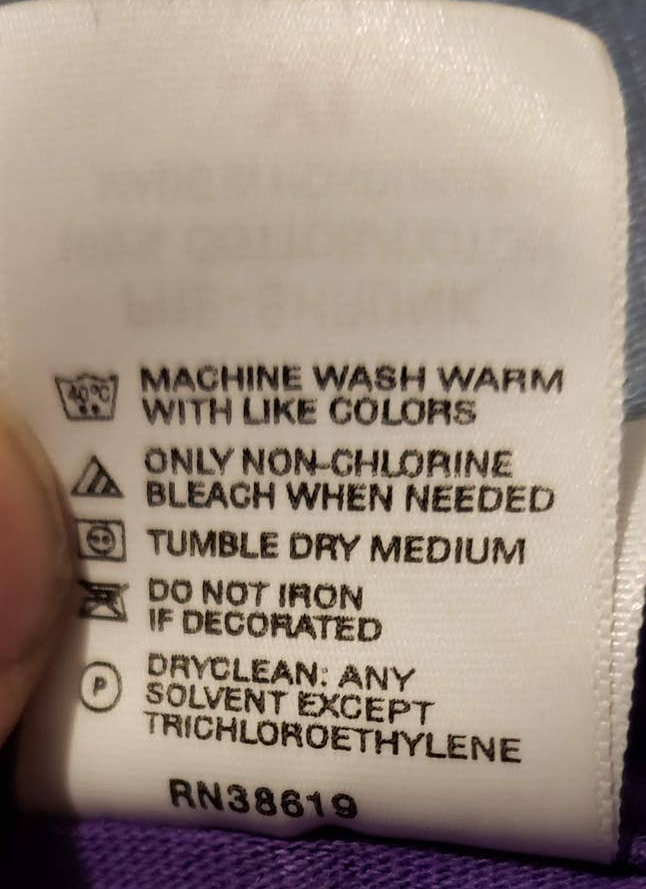 40°C
MACHINE WASH WARM
WITH LIKE COLORS
ONLY NON-CHLORINE
BLEACH WHEN NEEDED
TUMBLE DRY MEDIUM
DO NOT IRON
IF DECORATED
P
DRYCLEAN: ANY
SOLVENT EXCEPT
TRICHLOROETHYLENE
RN38619